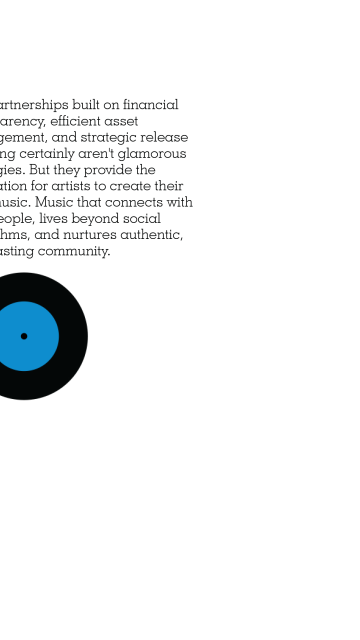 artnerships built on financial
arency, efficient asset
gement, and strategic release
ng certainly aren't glamorous
gies. But they provide the
ation for artists to create their
usic. Music that connects with
eople, lives beyond social
thms, and nurtures authentic,
asting community.